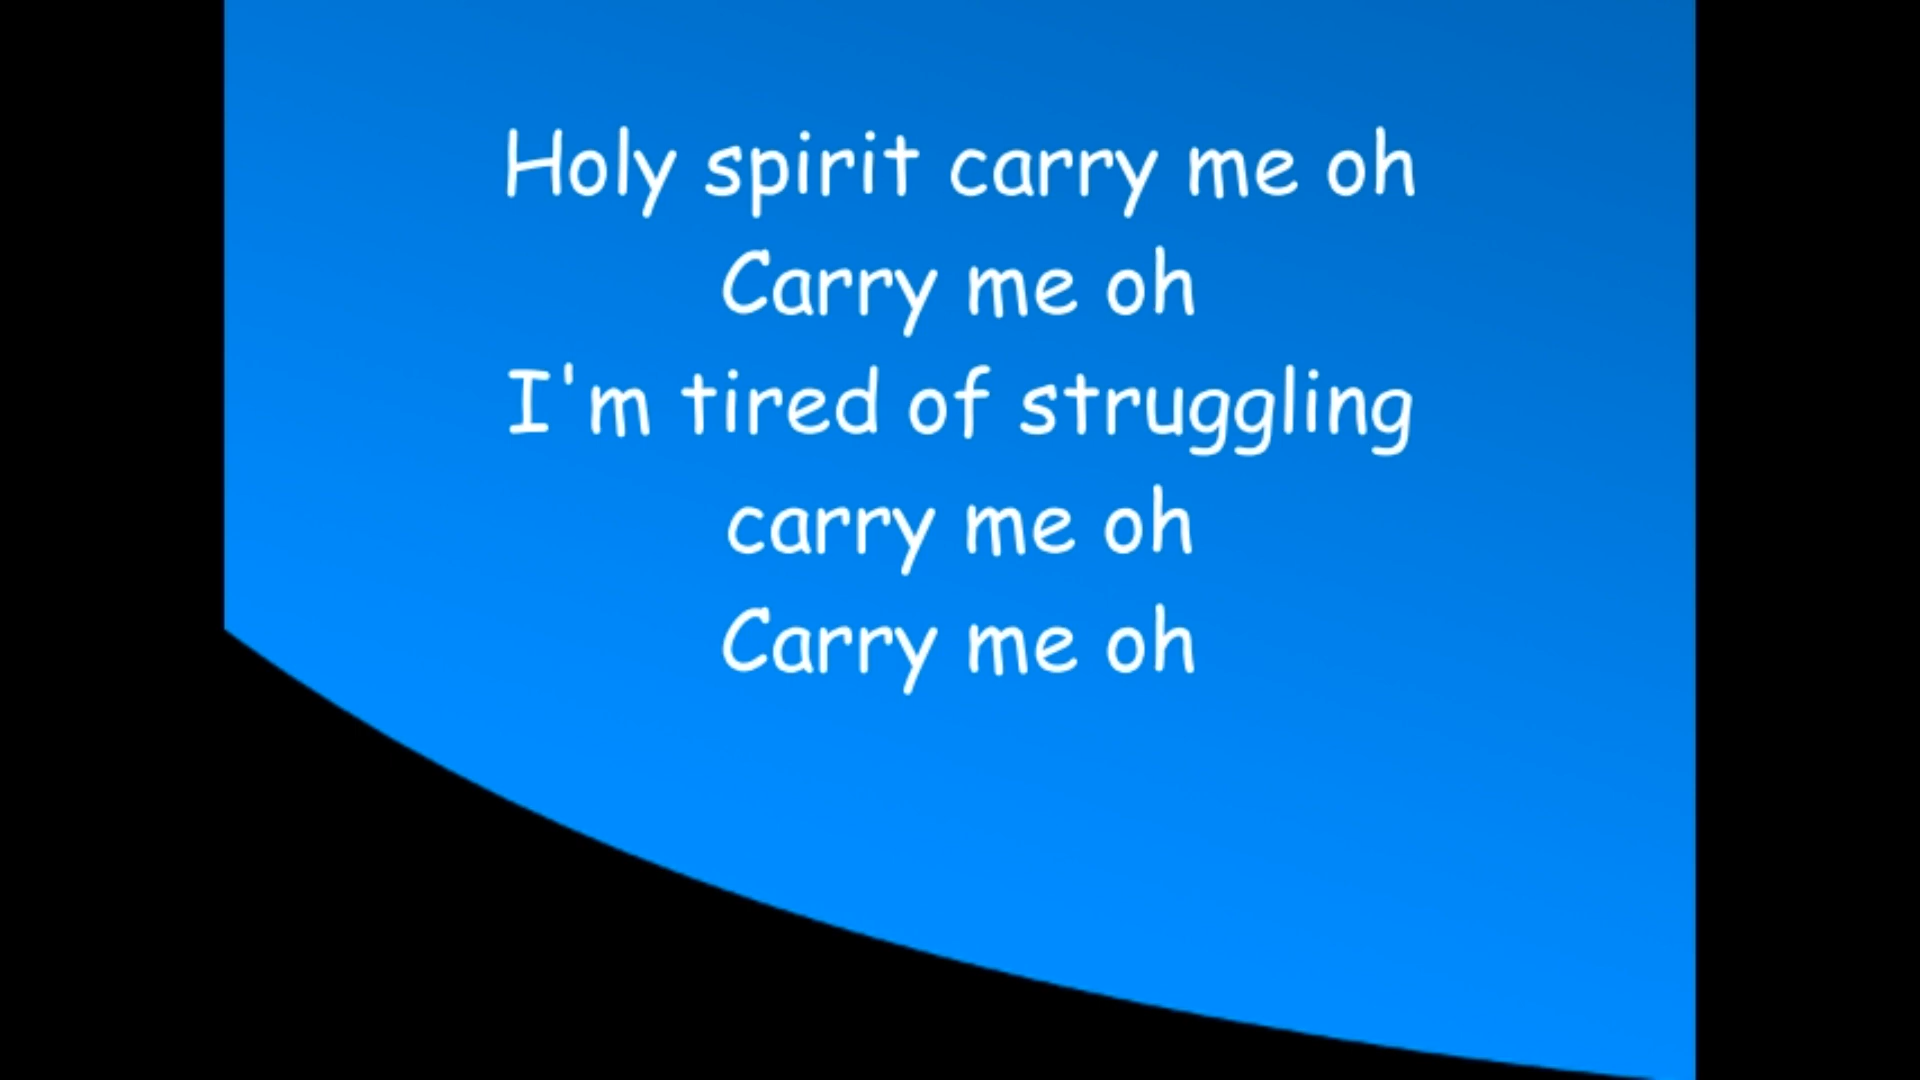 Holy spirit carry me oh
Carry me oh
I'm tired of struggling
carry me oh
Carry me oh